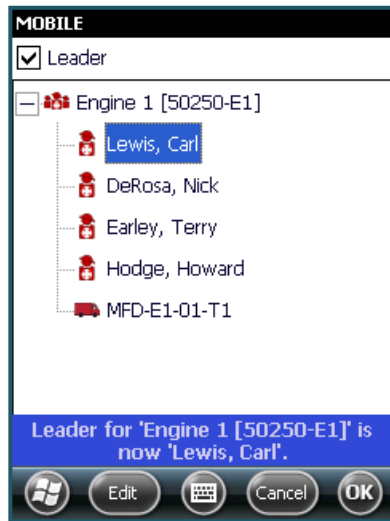 MOBILE
Leader
Engine 1 [50250-E1]
Lewis, Carl
DeRosa, Nick
Earley, Terry
Hodge, Howard
MFD-E1-01-T1
Leader for 'Engine 1 [50250-E1]' is
now 'Lewis, Carl'.
Edit Cancel OK